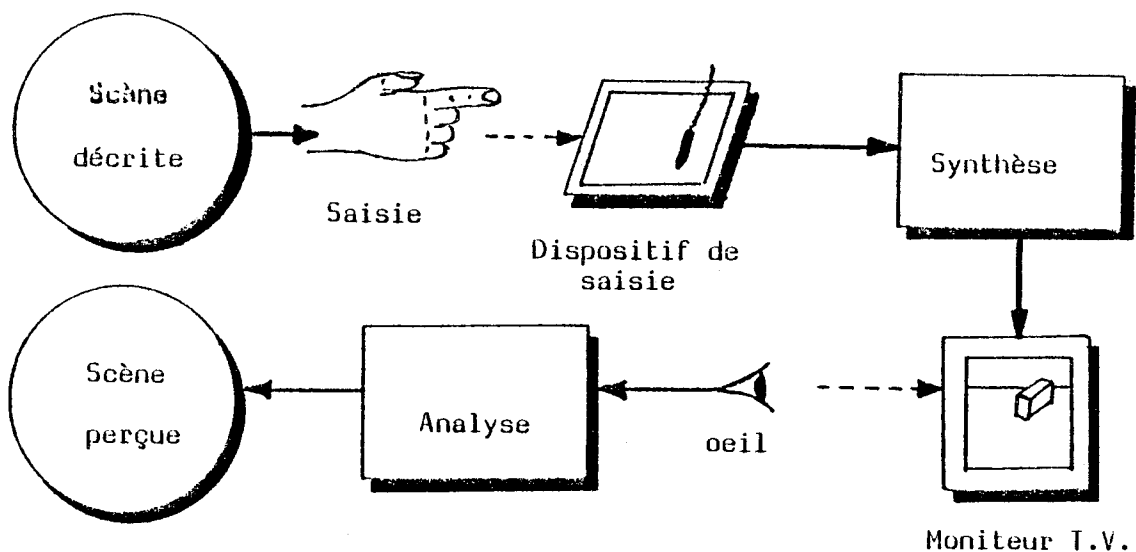 Scène
décrite
Saisie
Dispositif de
saisie
Synthèse
Scène
perçue
Analyse
oeil
Moniteur T.V.